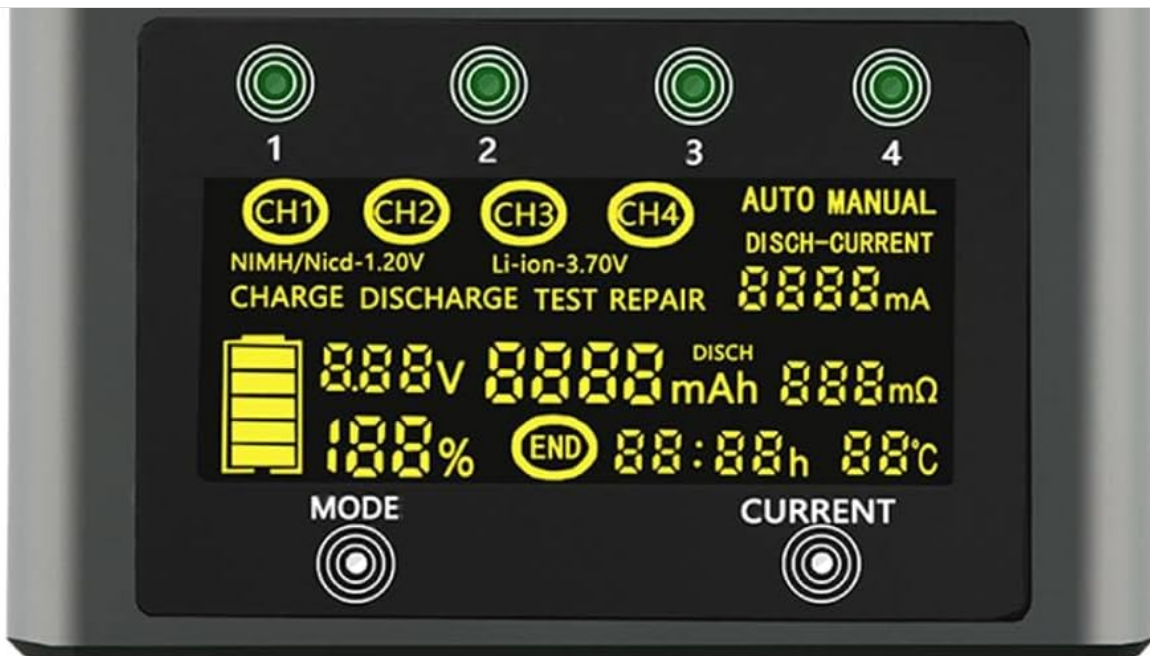 1 2 3 4
CH1 CH2 CH3 CH4 AUTO MANUAL
DISCH-CURRENT
NIMH/Nicd-1.20V Li-ion-3.70V
CHARGE DISCHARGE TEST REPAIR 8888mA
8.88V 8888mAh DISCH 888mΩ
188% END 88:88h 88°C
MODE CURRENT